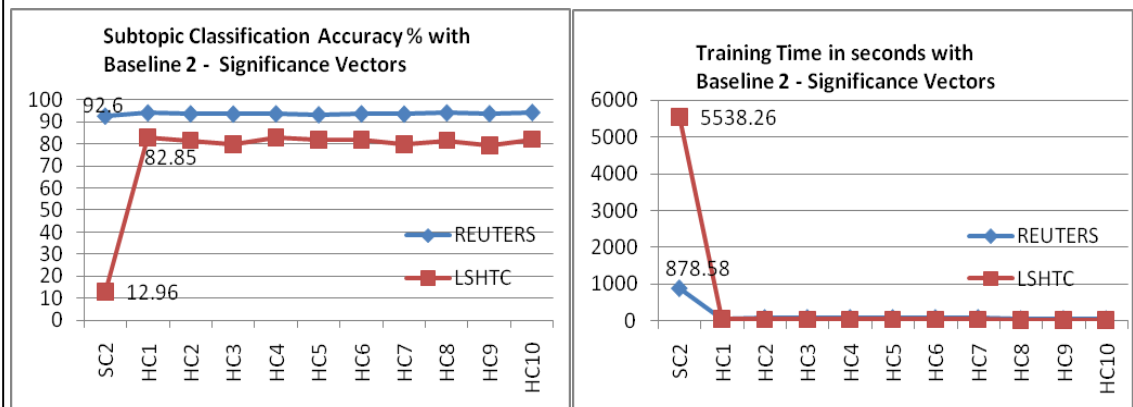 Subtopic Classification Accuracy % with
Baseline 2 - Significance Vectors
100
90
80
70
60
50
40
30
20
10
0
92.6
82.85
12.96
REUTERS
LSHTC
SC2
HC1
HC2
HC3
HC4
HC5
HC6
HC7
HC8
HC9
HC10
Training Time in seconds with
Baseline 2 - Significance Vectors
6000
5000
4000
3000
2000
1000
0
5538.26
878.58
REUTERS
LSHTC
SC2
HC1
HC2
HC3
HC4
HC5
HC6
HC7
HC8
HC9
HC10